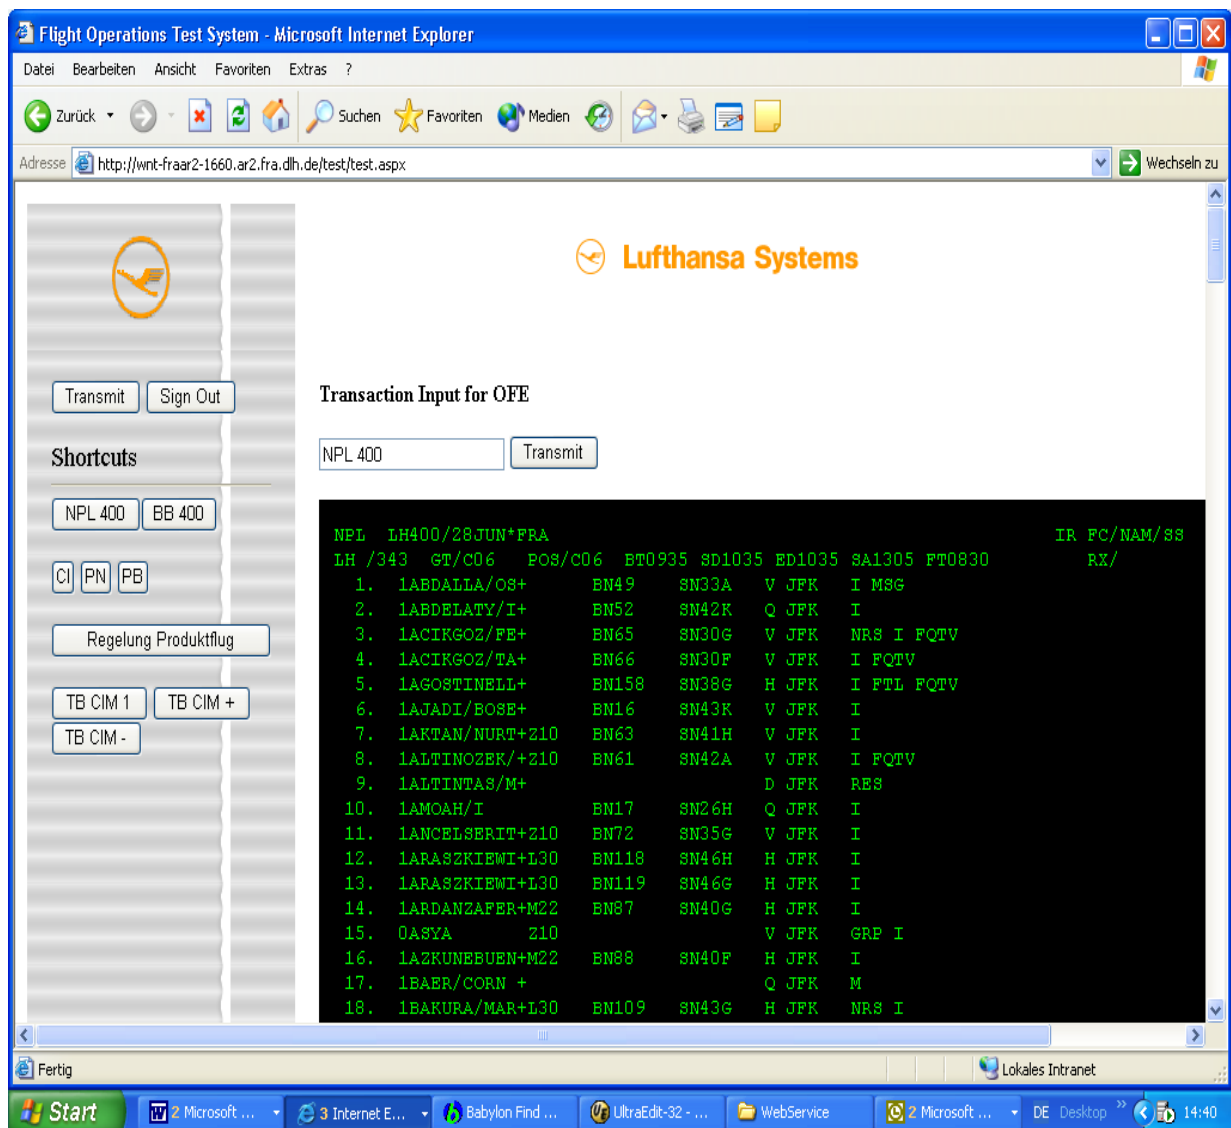 Flight Operations Test System - Microsoft Internet Explorer
Datei Bearbeiten Ansicht Favoriten Extras ?
Zurück Suchen Favoriten Medien
Adresse http://wnt-fraar2-1660.ar2.fra.dlh.de/test/test.aspx Wechseln zu
Lufthansa Systems
Transmit Sign Out
Shortcuts
NPL 400 BB 400
CI PN PB
Regelung Produktflug
TB CIM 1 TB CIM +
TB CIM -
Transaction Input for OFE
NPL 400 Transmit
NPL LH400/28JUN*FRA IR FC/NAM/SS
LH /343 GT/C06 POS/C06 BT0935 SD1035 ED1035 SA1305 FT0830 RX/
1. 1ABDALLA/OS+ BN49 SN33A V JFK I MSG
2. 1ABDELATY/I+ BN52 SN42K Q JFK I
3. 1ACIKGOZ/FE+ BN65 SN30G V JFK NRS I FQTV
4. 1ACIKGOZ/TA+ BN66 SN30F V JFK I FQTV
5. 1AGOSTINELL+ BN158 SN38G H JFK I FTL FQTV
6. 1AJADI/BOSE+ BN16 SN43K V JFK I
7. 1AKTAN/NURT+Z10 BN63 SN41H V JFK I
8. 1ALTINOZEK/+Z10 BN61 SN42A V JFK I FQTV
9. 1ALTINTAS/M+ D JFK RES
10. 1AMOAH/I BN17 SN26H Q JFK I
11. 1ANCELSERIT+Z10 BN72 SN35G V JFK I
12. 1ARASZKIEWI+L30 BN118 SN46H H JFK I
13. 1ARASZKIEWI+L30 BN119 SN46G H JFK I
14. 1ARDANZAFER+M22 BN87 SN40G H JFK I
15. 0ASYA Z10 V JFK GRP I
16. 1AZKUNEBUEN+M22 BN88 SN40F H JFK I
17. 1BAER/CORN + Q JFK M
18. 1BAKURA/MAR+L30 BN109 SN43G H JFK NRS I
Fertig Lokales Intranet
Start 2 Microsoft ... 3 Internet E... Babylon Find ... UltraEdit-32 - ... WebService 2 Microsoft ... DE Desktop » 14:40